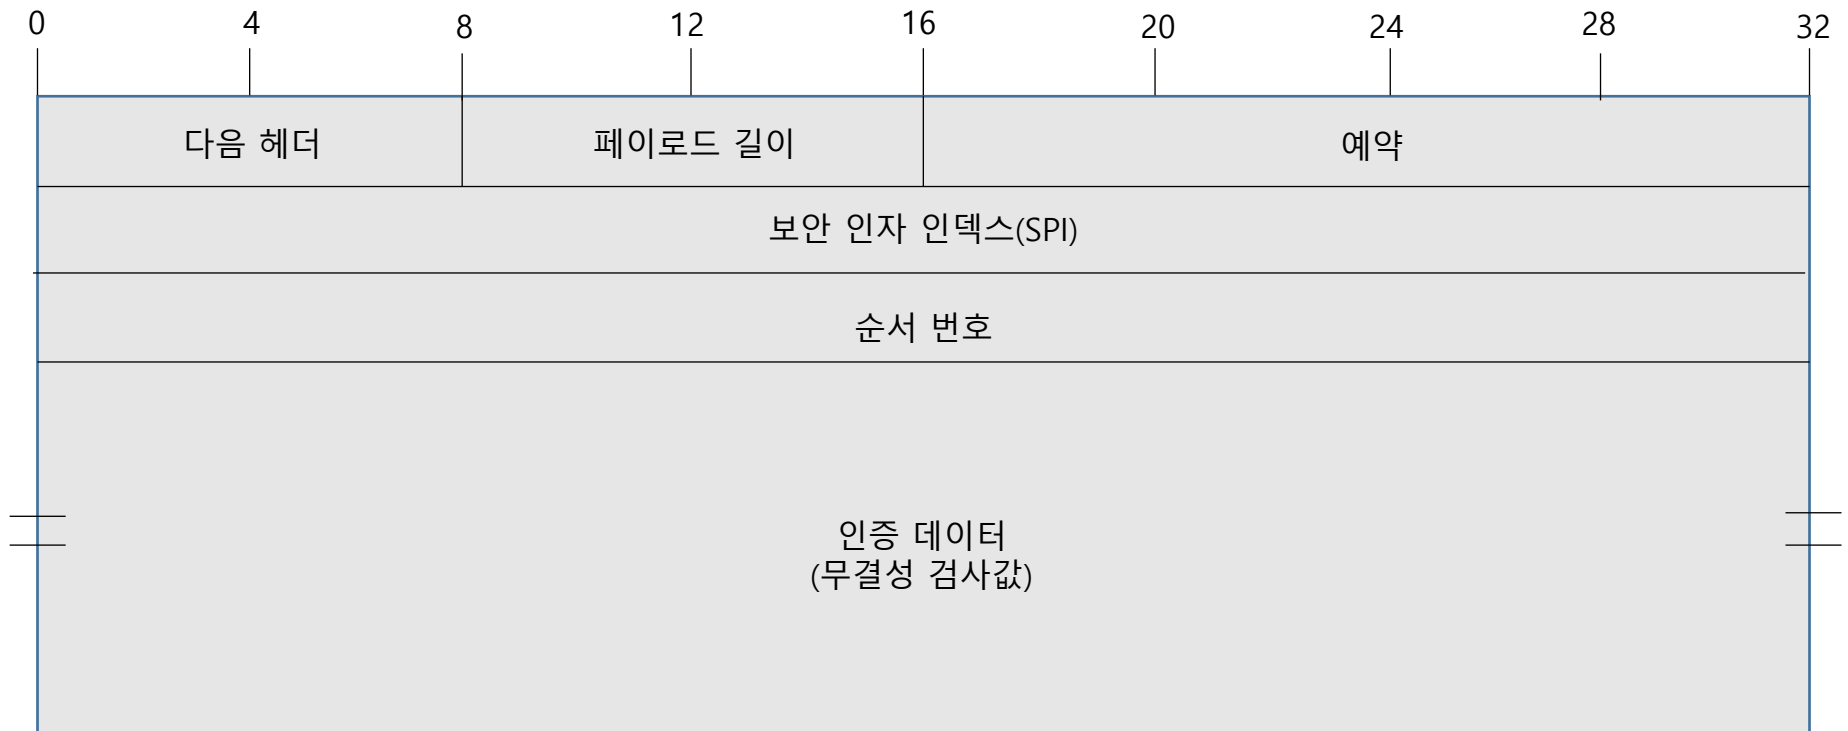 0 4 8 12 16 20 24 28 32
다음 헤더 페이로드 길이 예약
보안 인자 인덱스(SPI)
순서 번호
인증 데이터
(무결성 검사값)